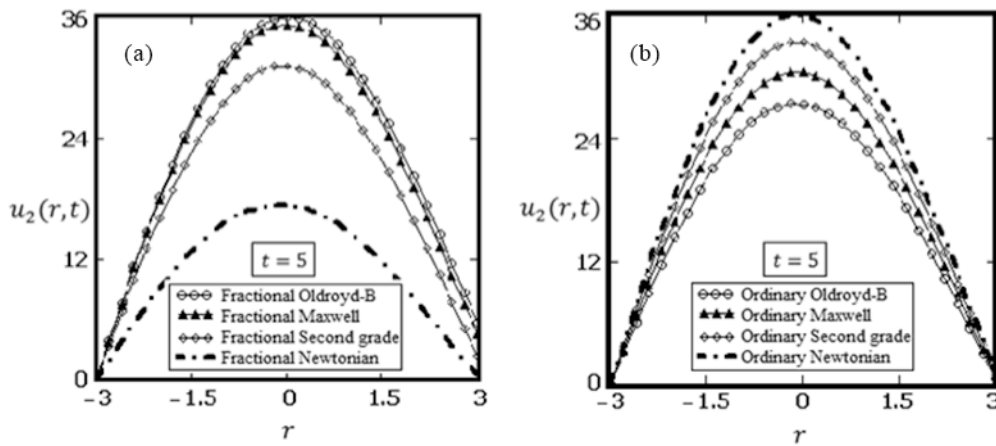 36
(a)
24
u₂(r,t)
12
t = 5
Fractional Oldroyd-B
Fractional Maxwell
Fractional Second grade
Fractional Newtonian
0
−3
−1.5
0
1.5
3
r
36
(b)
24
u₂(r,t)
12
t = 5
Ordinary Oldroyd-B
Ordinary Maxwell
Ordinary Second grade
Ordinary Newtonian
0
−3
−1.5
0
1.5
3
r